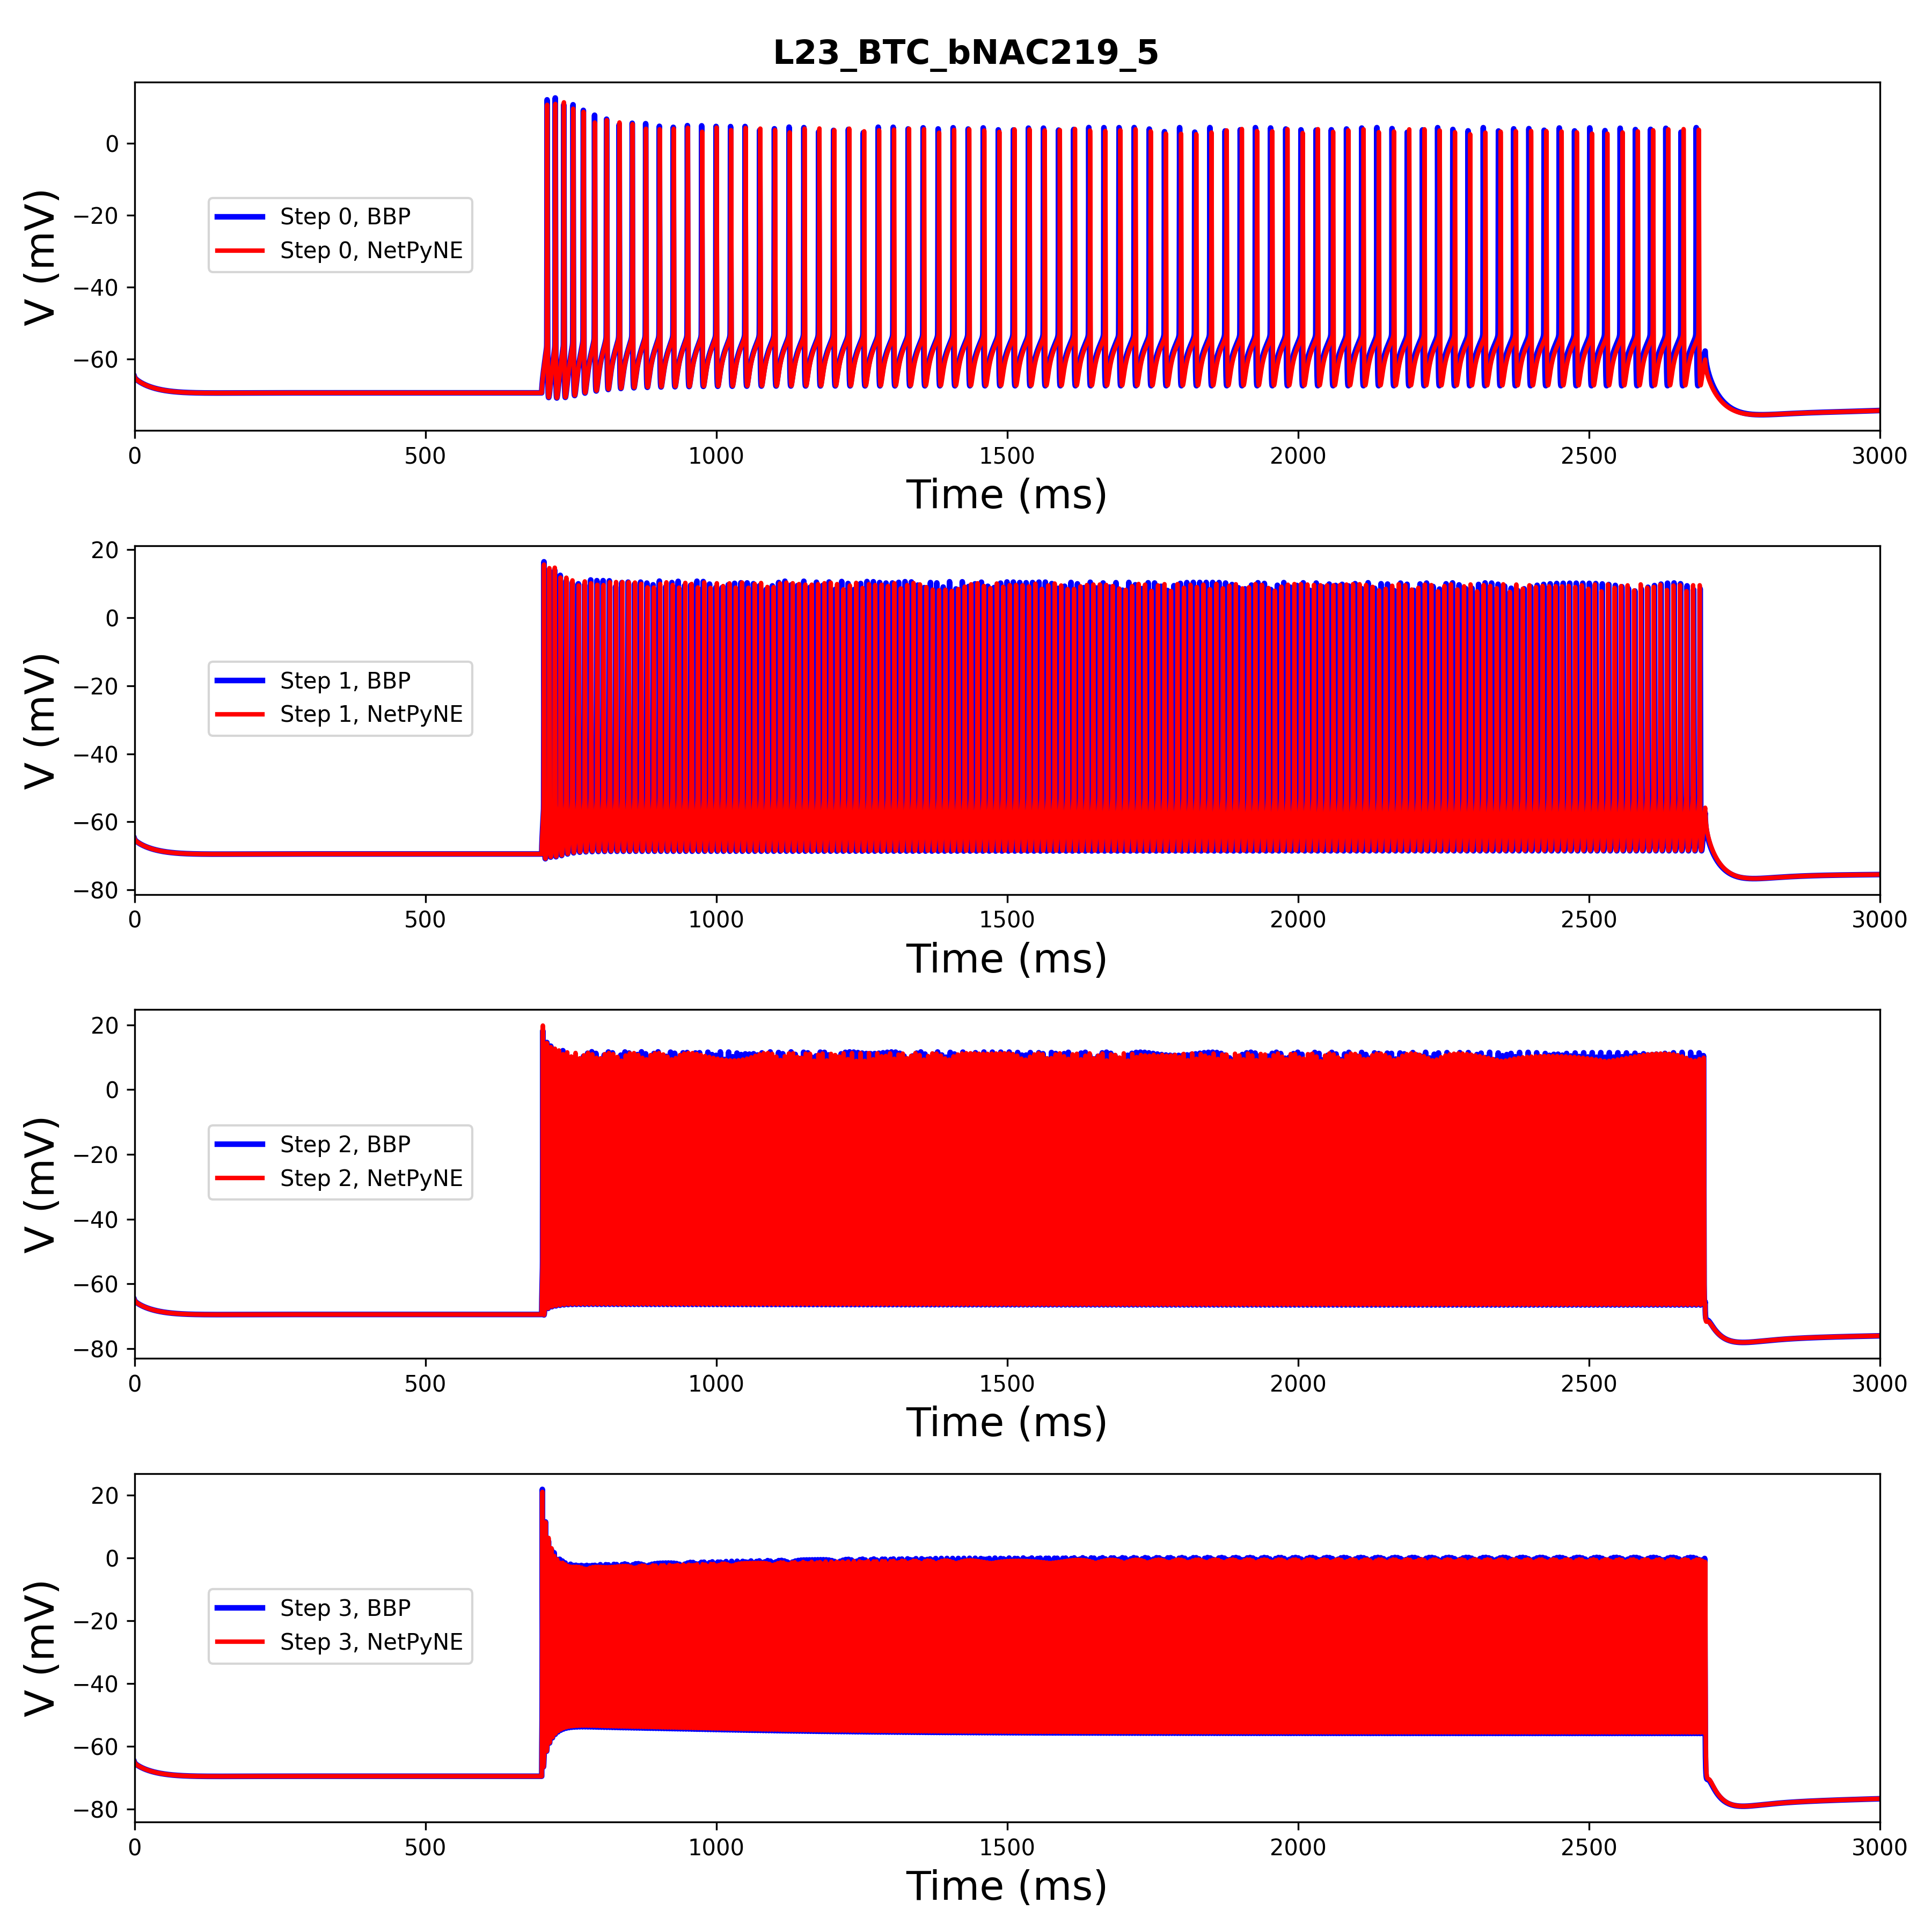 L23_BTC_bNAC219_5
V (mV)
0
−20
−40
−60
Step 0, BBP
Step 0, NetPyNE
0 500 1000 1500 2000 2500 3000
Time (ms)
V (mV)
20
0
−20
−40
−60
−80
Step 1, BBP
Step 1, NetPyNE
0 500 1000 1500 2000 2500 3000
Time (ms)
V (mV)
20
0
−20
−40
−60
−80
Step 2, BBP
Step 2, NetPyNE
0 500 1000 1500 2000 2500 3000
Time (ms)
V (mV)
20
0
−20
−40
−60
−80
Step 3, BBP
Step 3, NetPyNE
0 500 1000 1500 2000 2500 3000
Time (ms)